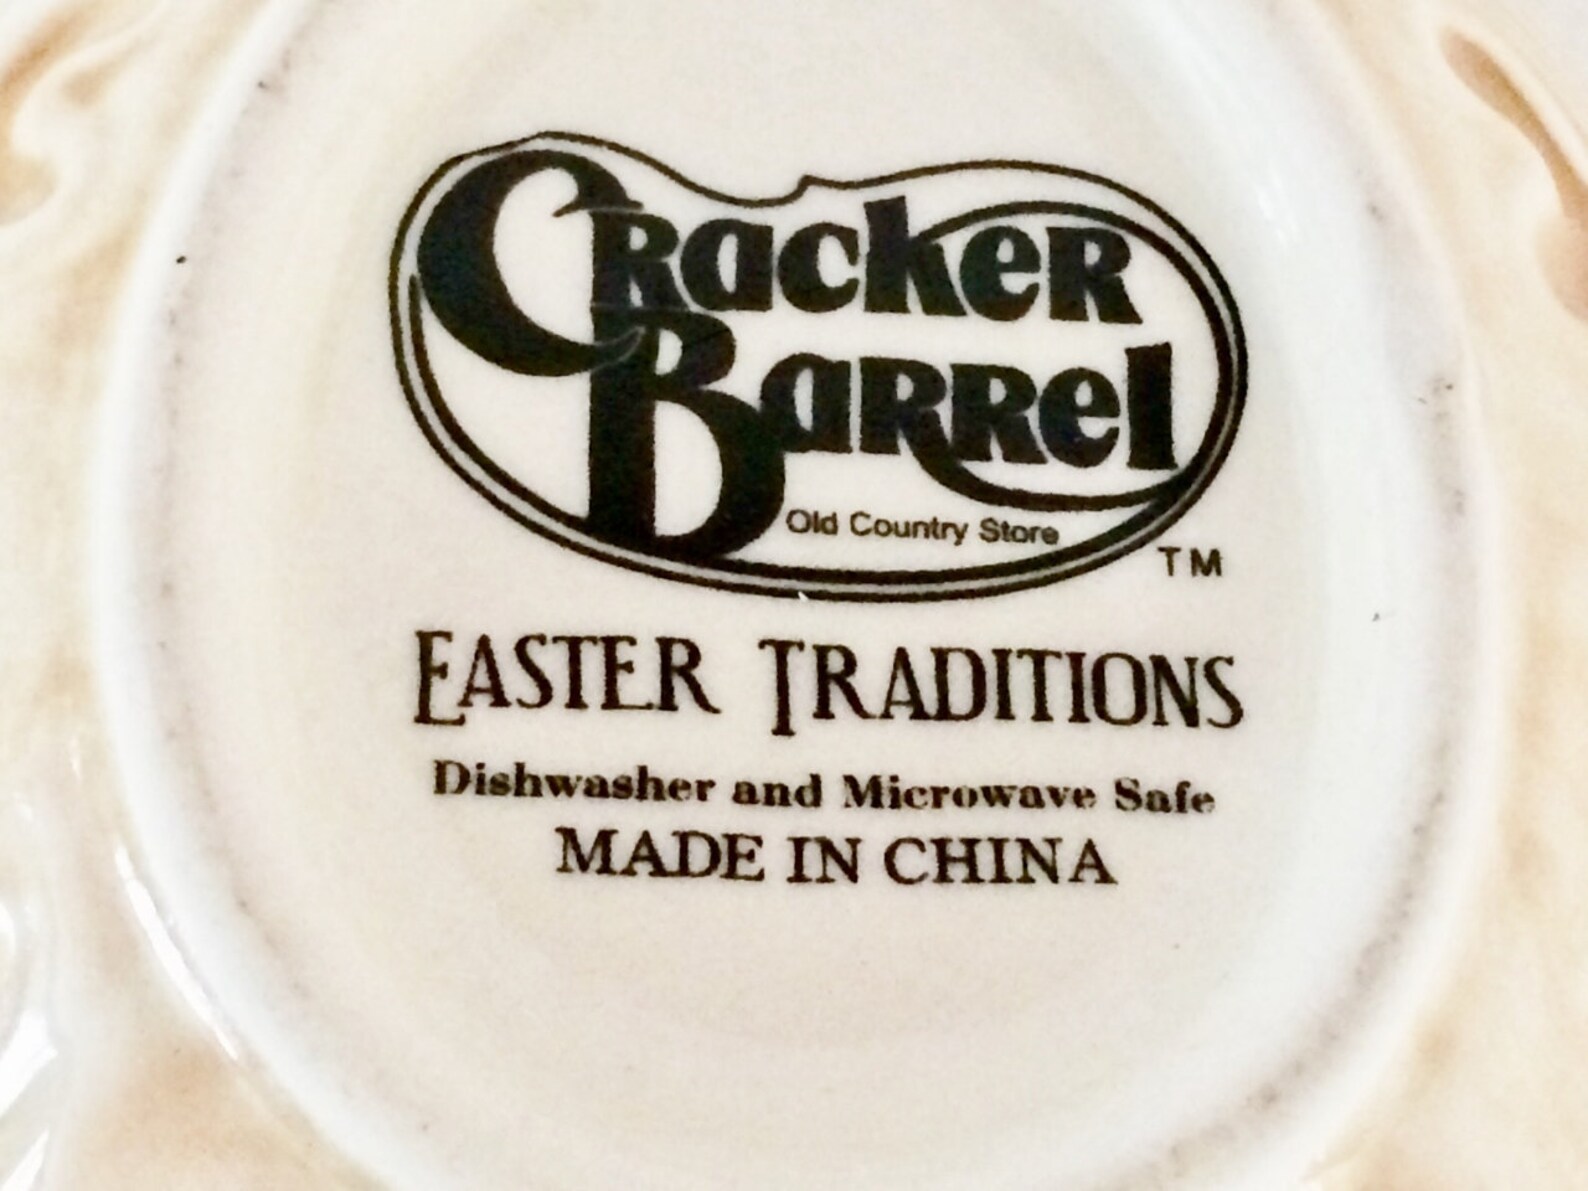 Cracker
Barrel
Old Country Store
TM
EASTER TRADITIONS
Dishwasher and Microwave Safe
MADE IN CHINA